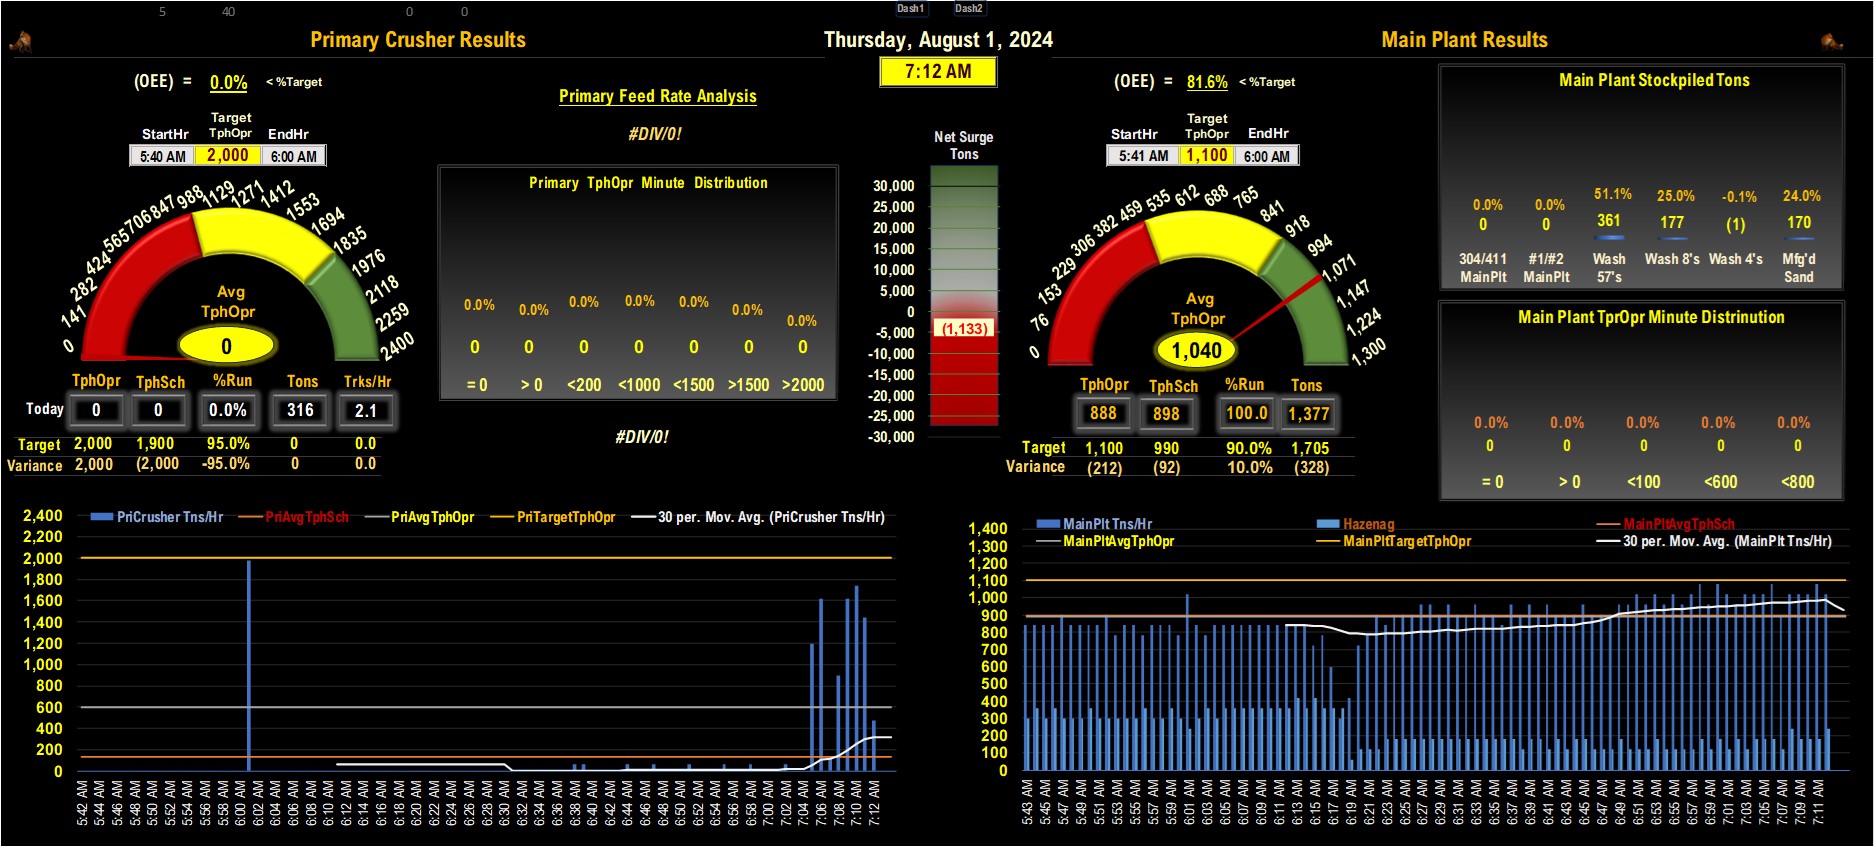 5 40 0 0 Dash1 Dash2
Primary Crusher Results
Thursday, August 1, 2024
Main Plant Results
7:12 AM
(OEE) = 0.0% < %Target
Target
StartHr TphOpr EndHr
5:40 AM 2,000 6:00 AM
0 141 282 424 565 706 847 988 1129 1271 1412 1553 1694 1835 1976 2118 2259 2400
Avg
TphOpr
0
TphOpr TphSch %Run Tons Trks/Hr
Today 0 0 0.0% 316 2.1
Target 2,000 1,900 95.0% 0 0.0
Variance 2,000 (2,000 -95.0% 0 0.0
Primary Feed Rate Analysis
#DIV/0!
Primary TphOpr Minute Distribution
0.0% 0.0% 0.0% 0.0% 0.0% 0.0% 0.0%
0 0 0 0 0 0 0
= 0 > 0 <200 <1000 <1500 >1500 >2000
#DIV/0!
Net Surge
Tons
30,000
25,000
20,000
15,000
10,000
5,000
0
(1,133)
-5,000
-10,000
-15,000
-20,000
-25,000
-30,000
(OEE) = 81.6% < %Target
Target
StartHr TphOpr EndHr
5:41 AM 1,100 6:00 AM
0 76 153 229 306 382 459 535 612 688 765 841 918 994 1,071 1,147 1,224 1,300
Avg
TphOpr
1,040
TphOpr TphSch %Run Tons
888 898 100.0 1,377
Target 1,100 990 90.0% 1,705
Variance (212) (92) 10.0% (328)
Main Plant Stockpiled Tons
0.0% 0.0% 51.1% 25.0% -0.1% 24.0%
0 0 361 177 (1) 170
304/411 #1/#2 Wash Wash 8's Wash 4's Mfg'd
MainPlt MainPlt 57's Sand
Main Plant TprOpr Minute Distrinution
0.0% 0.0% 0.0% 0.0% 0.0%
0 0 0 0 0
= 0 > 0 <100 <600 <800
PriCrusher Tns/Hr PriAvgTphSch PriAvgTphOpr PriTargetTphOpr 30 per. Mov. Avg. (PriCrusher Tns/Hr)
2,400
2,200
2,000
1,800
1,600
1,400
1,200
1,000
800
600
400
200
0
5:42 AM 5:44 AM 5:46 AM 5:48 AM 5:50 AM 5:52 AM 5:54 AM 5:56 AM 5:58 AM 6:00 AM 6:02 AM 6:04 AM 6:06 AM 6:08 AM 6:10 AM 6:12 AM 6:14 AM 6:16 AM 6:18 AM 6:20 AM 6:22 AM 6:24 AM 6:26 AM 6:28 AM 6:30 AM 6:32 AM 6:34 AM 6:36 AM 6:38 AM 6:40 AM 6:42 AM 6:44 AM 6:46 AM 6:48 AM 6:50 AM 6:52 AM 6:54 AM 6:56 AM 6:58 AM 7:00 AM 7:02 AM 7:04 AM 7:06 AM 7:08 AM 7:10 AM 7:12 AM
MainPlt Tns/Hr Hazenag MainPltAvgTphSch
MainPltAvgTphOpr MainPltTargetTphOpr 30 per. Mov. Avg. (MainPlt Tns/Hr)
1,400
1,300
1,200
1,100
1,000
900
800
700
600
500
400
300
200
100
0
5:43 AM 5:45 AM 5:47 AM 5:49 AM 5:51 AM 5:53 AM 5:55 AM 5:57 AM 5:59 AM 6:01 AM 6:03 AM 6:05 AM 6:07 AM 6:09 AM 6:11 AM 6:13 AM 6:15 AM 6:17 AM 6:19 AM 6:21 AM 6:23 AM 6:25 AM 6:27 AM 6:29 AM 6:31 AM 6:33 AM 6:35 AM 6:37 AM 6:39 AM 6:41 AM 6:43 AM 6:45 AM 6:47 AM 6:49 AM 6:51 AM 6:53 AM 6:55 AM 6:57 AM 6:59 AM 7:01 AM 7:03 AM 7:05 AM 7:07 AM 7:09 AM 7:11 AM